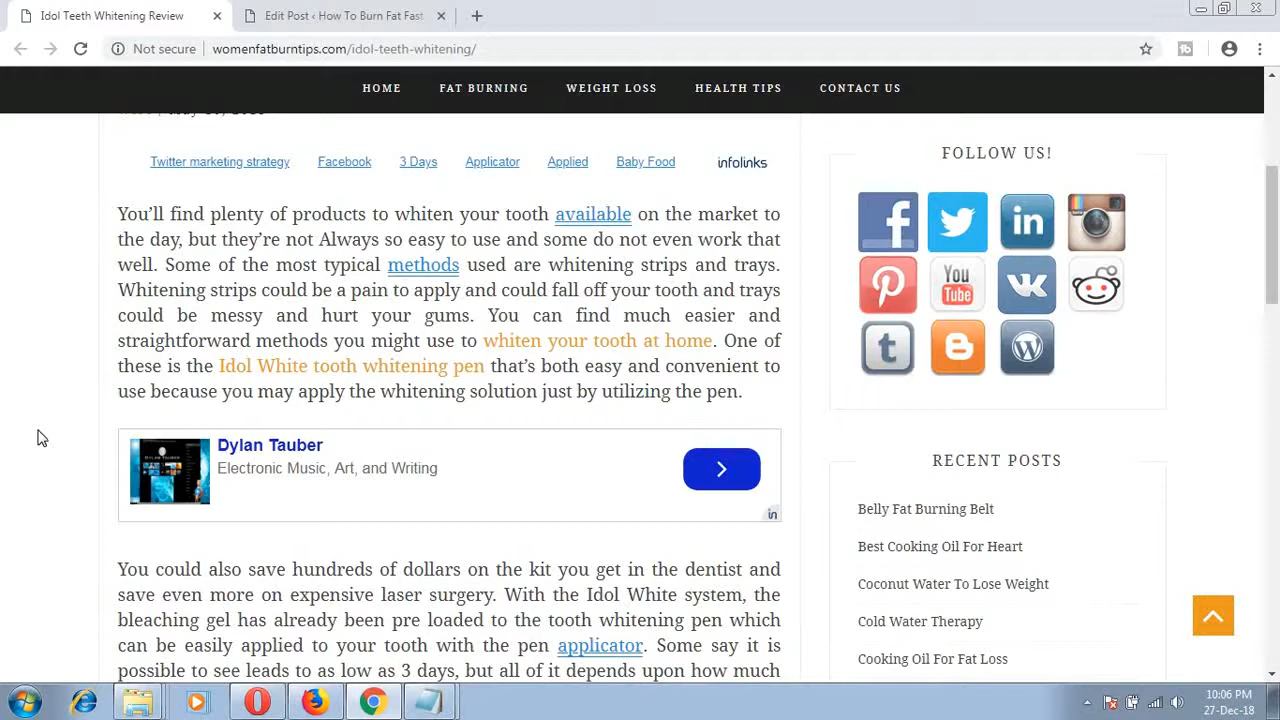 Idol Teeth Whitening Review
Edit Post ‹ How To Burn Fat Fast
Not secure
womenfatburntips.com/idol-teeth-whitening/
HOME
FAT BURNING
WEIGHT LOSS
HEALTH TIPS
CONTACT US
Twitter marketing strategy
Facebook
3 Days
Applicator
Applied
Baby Food
infolinks
You'll find plenty of products to whiten your tooth available on the market to
the day, but they're not Always so easy to use and some do not even work that
well. Some of the most typical methods used are whitening strips and trays.
Whitening strips could be a pain to apply and could fall off your tooth and trays
could be messy and hurt your gums. You can find much easier and
straightforward methods you might use to whiten your tooth at home. One of
these is the Idol White tooth whitening pen that's both easy and convenient to
use because you may apply the whitening solution just by utilizing the pen.
Dylan Tauber
Electronic Music, Art, and Writing
in
You could also save hundreds of dollars on the kit you get in the dentist and
save even more on expensive laser surgery. With the Idol White system, the
bleaching gel has already been pre loaded to the tooth whitening pen which
can be easily applied to your tooth with the pen applicator. Some say it is
possible to see leads to as low as 3 days, but all of it depends upon how much
FOLLOW US!
You
Tube
RECENT POSTS
Belly Fat Burning Belt
Best Cooking Oil For Heart
Coconut Water To Lose Weight
Cold Water Therapy
Cooking Oil For Fat Loss
10:06 PM
27-Dec-18